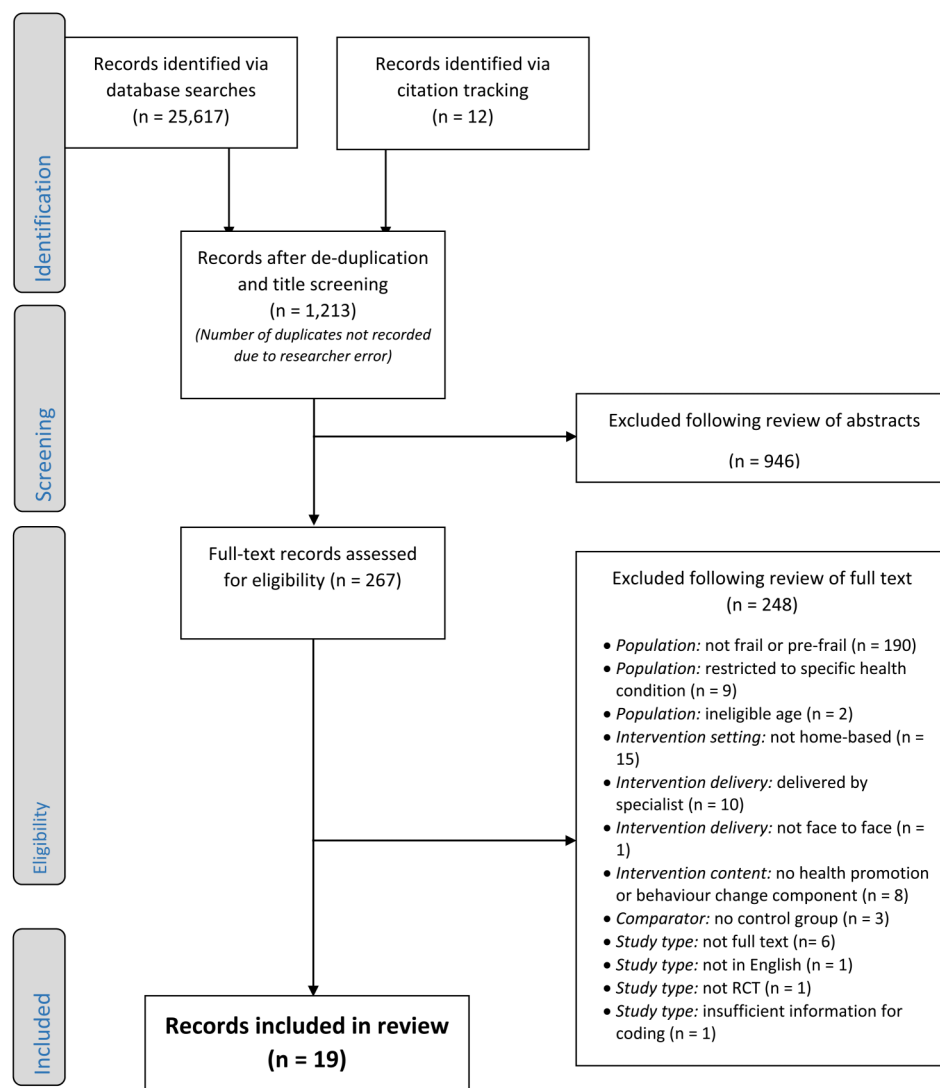 Identification
Records identified via
database searches
(n = 25,617)
Records identified via
citation tracking
(n = 12)
Records after de-duplication
and title screening
(n = 1,213)
(Number of duplicates not recorded
due to researcher error)
Screening
Excluded following review of abstracts
(n = 946)
Eligibility
Full-text records assessed
for eligibility (n = 267)
Excluded following review of full text
(n = 248)
• Population: not frail or pre-frail (n = 190)
• Population: restricted to specific health
condition (n = 9)
• Population: ineligible age (n = 2)
• Intervention setting: not home-based (n =
15)
• Intervention delivery: delivered by
specialist (n = 10)
• Intervention delivery: not face to face (n =
1)
• Intervention content: no health promotion
or behaviour change component (n = 8)
• Comparator: no control group (n = 3)
• Study type: not full text (n= 6)
• Study type: not in English (n = 1)
• Study type: not RCT (n = 1)
• Study type: insufficient information for
coding (n = 1)
Included
Records included in review
(n = 19)